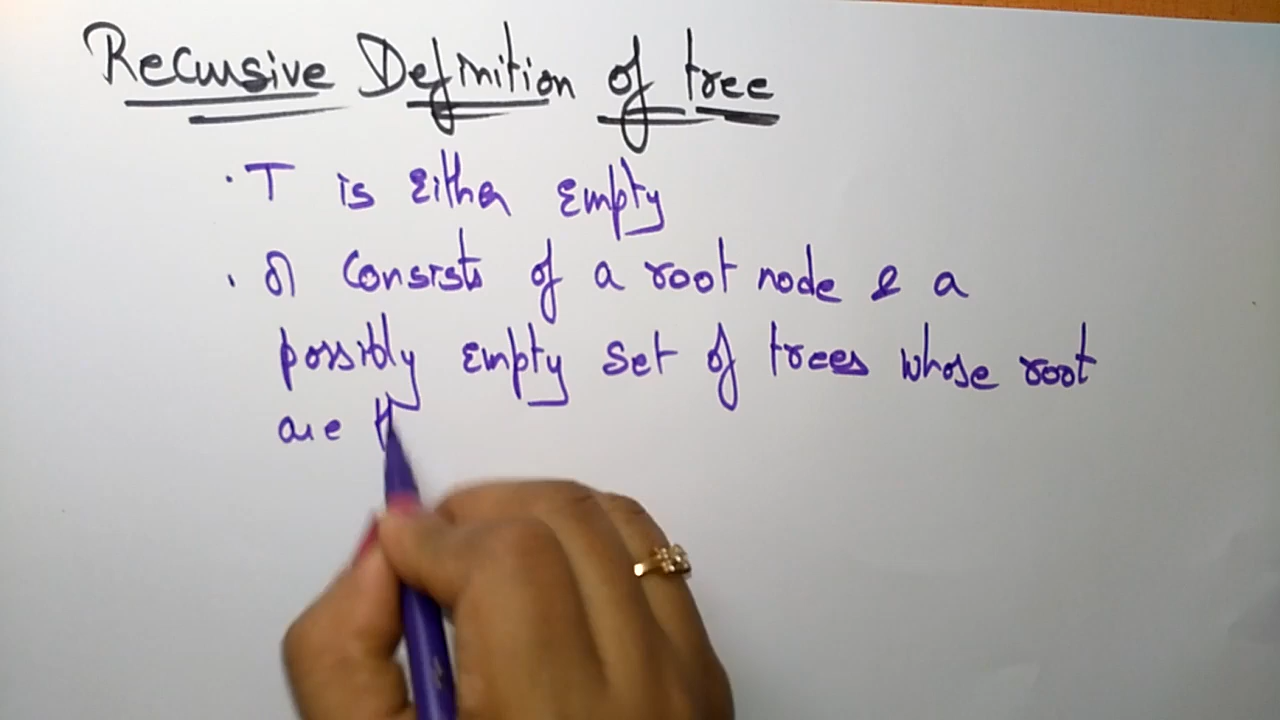 Recursive Definition of tree
. T is Either Empty
. or Consists of a root node & a
possibly Empty Set of trees whose root
are